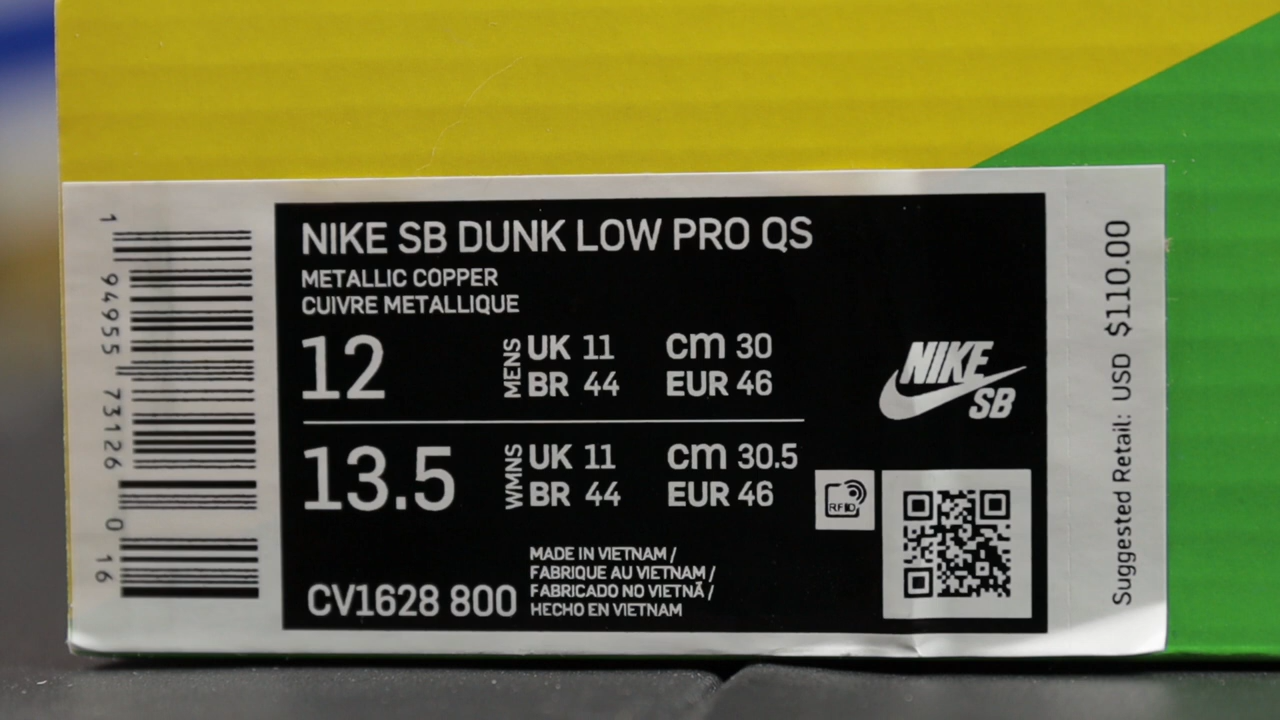 1 94955 73126 0 16
NIKE SB DUNK LOW PRO QS
METALLIC COPPER
CUIVRE METALLIQUE
12 MENS UK 11 cm 30
BR 44 EUR 46
13.5 WMNS UK 11 cm 30.5
BR 44 EUR 46
CV1628 800
MADE IN VIETNAM /
FABRIQUE AU VIETNAM /
FABRICADO NO VIETNÃ /
HECHO EN VIETNAM
NIKE
SB
RFID
Suggested Retail: USD $110.00